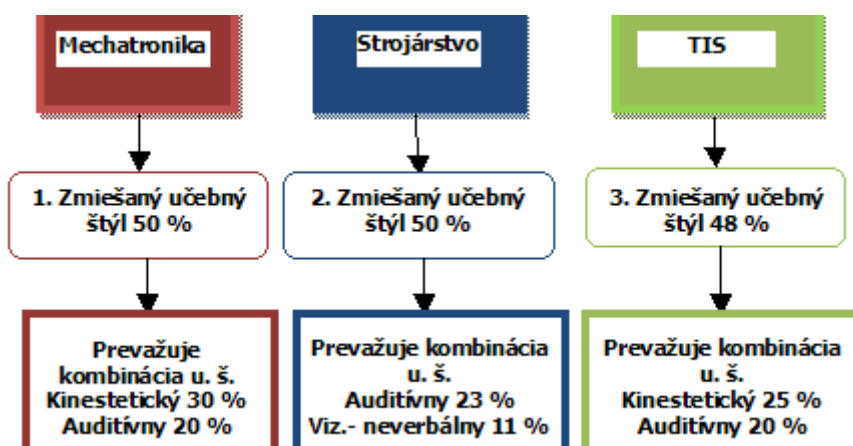 Mechatronika
Strojárstvo
TIS
1. Zmiešaný učebný
štýl 50 %
2. Zmiešaný učebný
štýl 50 %
3. Zmiešaný učebný
štýl 48 %
Prevažuje
kombinácia u. š.
Kinestetický 30 %
Auditívny 20 %
Prevažuje kombinácia
u. š.
Auditívny 23 %
Viz.- neverbálny 11 %
Prevažuje kombinácia
u. š.
Kinestetický 25 %
Auditívny 20 %